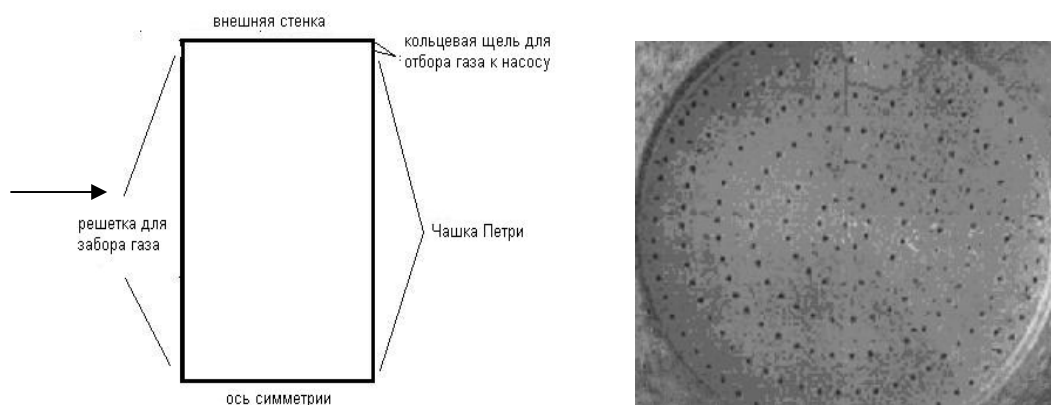 внешняя стенка
кольцевая щель для
отбора газа к насосу
решетка для
забора газа
Чашка Петри
ось симметрии